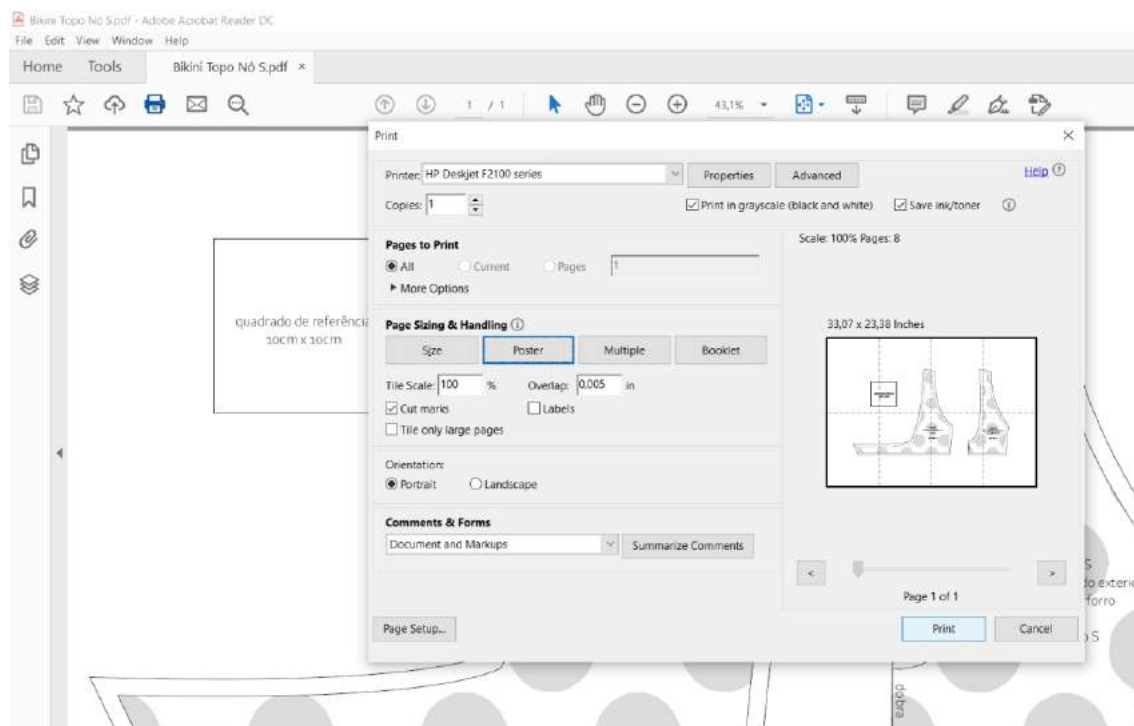 Bikini Topo Nó S.pdf - Adobe Acrobat Reader DC
File Edit View Window Help
Home Tools Bikini Topo Nó S.pdf ×
1 / 1 43,1%
Print
Printer: HP Deskjet F2100 series Properties Advanced Help
Copies: 1 Print in grayscale (black and white) Save ink/toner
Pages to Print
All Current Pages 1
More Options
Scale: 100% Pages: 8
quadrado de referência
10cm x 10cm
Page Sizing & Handling
Size Poster Multiple Booklet
Tile Scale: 100 % Overlap: 0,005 in
Cut marks Labels
Tile only large pages
33,07 x 23,38 Inches
Orientation:
Portrait Landscape
Comments & Forms
Document and Markups Summarize Comments
< >
Page 1 of 1
Page Setup... Print Cancel
S
forro
S
dobra